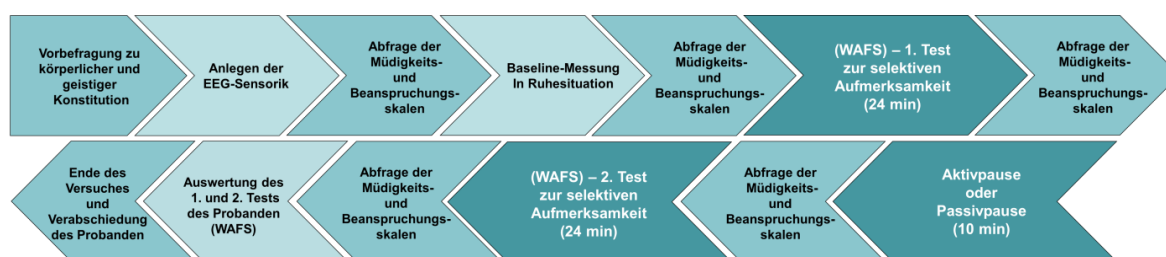 Vorbefragung zu
körperlicher und
geistiger
Konstitution
Anlegen der
EEG-Sensorik
Abfrage der
Müdigkeits-
und
Beanspruchungs-
skalen
Baseline-Messung
In Ruhesituation
Abfrage der
Müdigkeits-
und
Beanspruchungs-
skalen
(WAFS) – 1. Test
zur selektiven
Aufmerksamkeit
(24 min)
Abfrage der
Müdigkeits-
und
Beanspruchungs-
skalen
Aktivpause
oder
Passivpause
(10 min)
Abfrage der
Müdigkeits-
und
Beanspruchungs-
skalen
(WAFS) – 2. Test
zur selektiven
Aufmerksamkeit
(24 min)
Abfrage der
Müdigkeits-
und
Beanspruchungs-
skalen
Auswertung des
1. und 2. Tests
des Probanden
(WAFS)
Ende des
Versuches
und
Verabschiedung
des Probanden